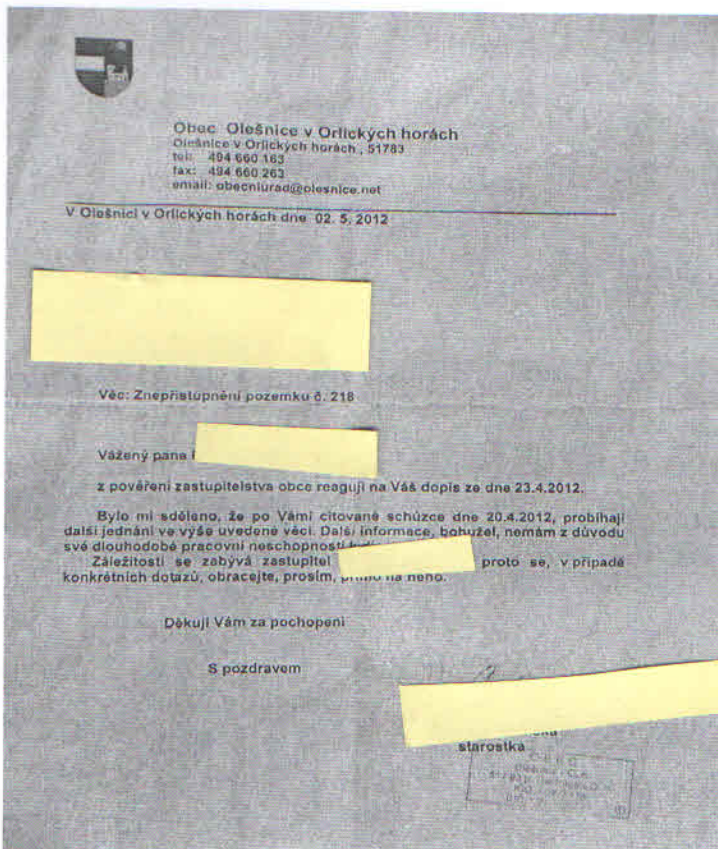 Obec Olešnice v Orlických horách
Olešnice v Orlických horách , 51783
tel: 494 660 163
fax: 494 660 263
email: obecniurad@olesnice.net
V Olešnici v Orlických horách dne 02. 5. 2012
Věc: Znepřístupnění pozemku č. 218
Vážený pane
z pověření zastupitelstva obce reaguji na Váš dopis ze dne 23.4.2012.
Bylo mi sděleno, že po Vámi citované schůzce dne 20.4.2012, probíhají
další jednání ve výše uvedené věci. Další informace, bohužel, nemám z důvodu
své dlouhodobé pracovní neschopnosti
Záležitostí se zabývá zastupitel proto se, v případě
konkrétních dotazů, obracejte, prosím, přímo na něho.
Děkuji Vám za pochopení
S pozdravem
starostka